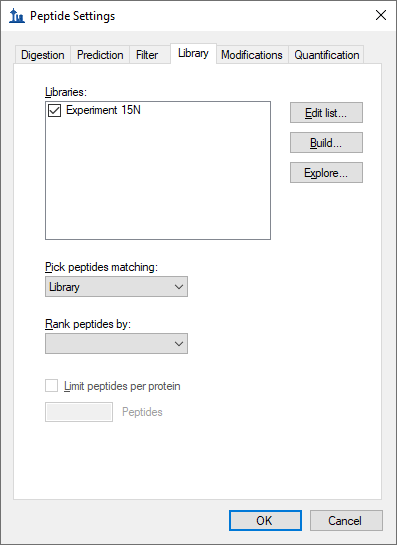 Peptide Settings
Digestion Prediction Filter Library Modifications Quantification
Libraries:
Experiment 15N
Edit list...
Build...
Explore...
Pick peptides matching:
Library
Rank peptides by:
Limit peptides per protein
Peptides
OK Cancel